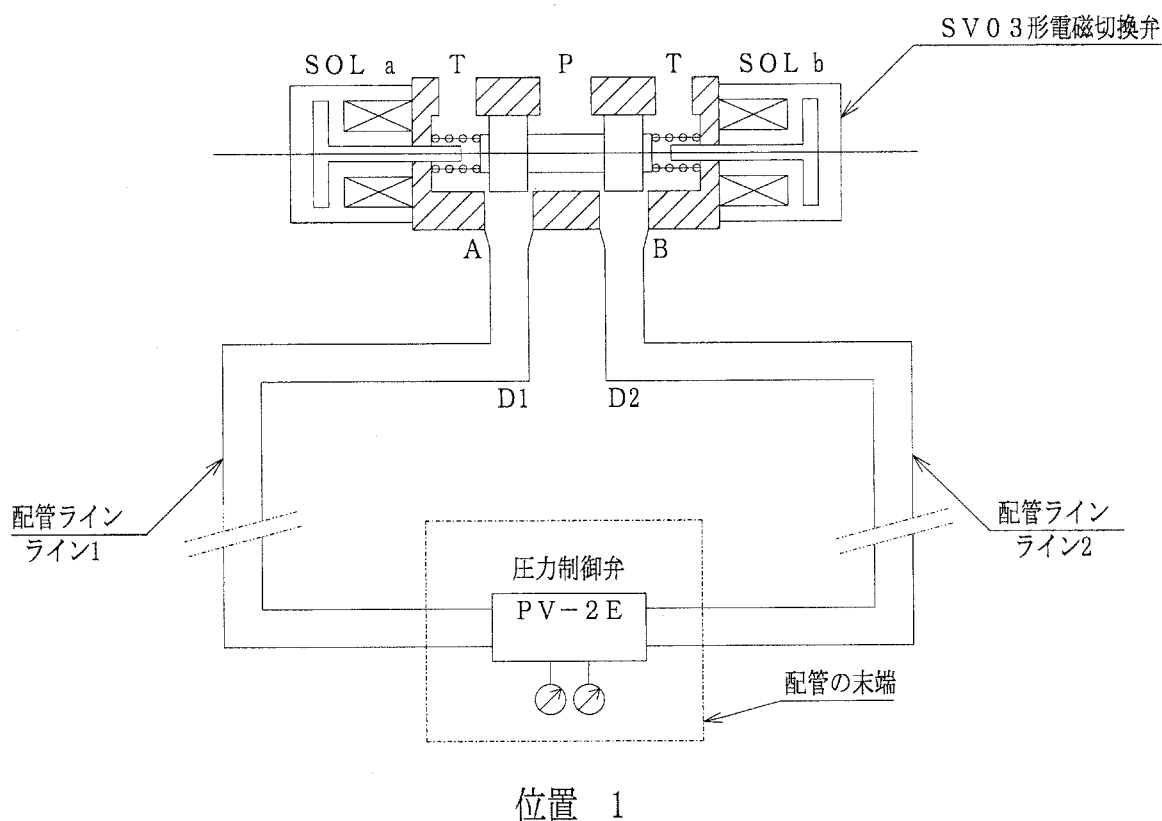 SV03形電磁切換弁
SOL a
T
P
T
SOL b
A
B
D1
D2
配管ライン
ライン1
配管ライン
ライン2
圧力制御弁
PV-2E
配管の末端
位置 1